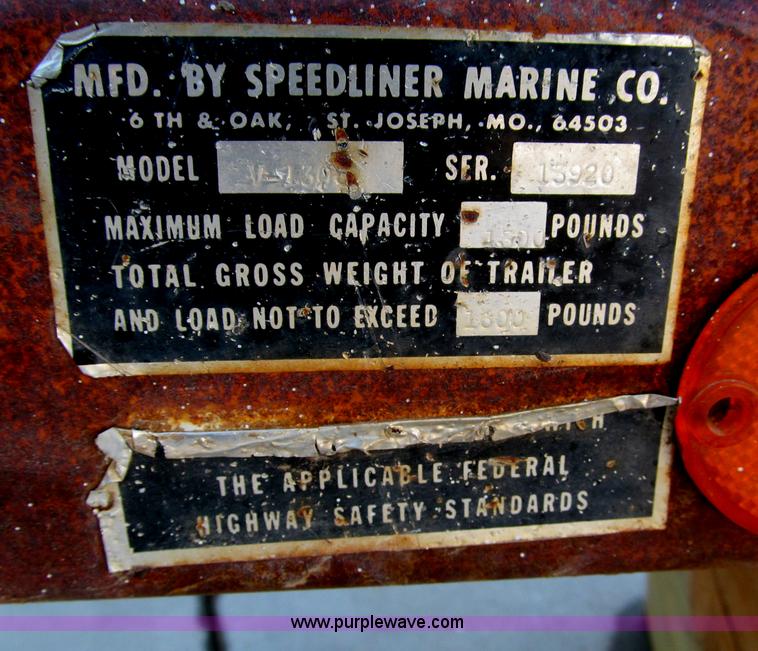 MFD. BY SPEEDLINER MARINE CO.
6 TH & OAK, ST. JOSEPH, MO., 64503
MODEL SER. 13920
MAXIMUM LOAD CAPACITY POUNDS
TOTAL GROSS WEIGHT OF TRAILER
AND LOAD NOT TO EXCEED 1800 POUNDS
THE APPLICABLE FEDERAL
HIGHWAY SAFETY STANDARDS
www.purplewave.com